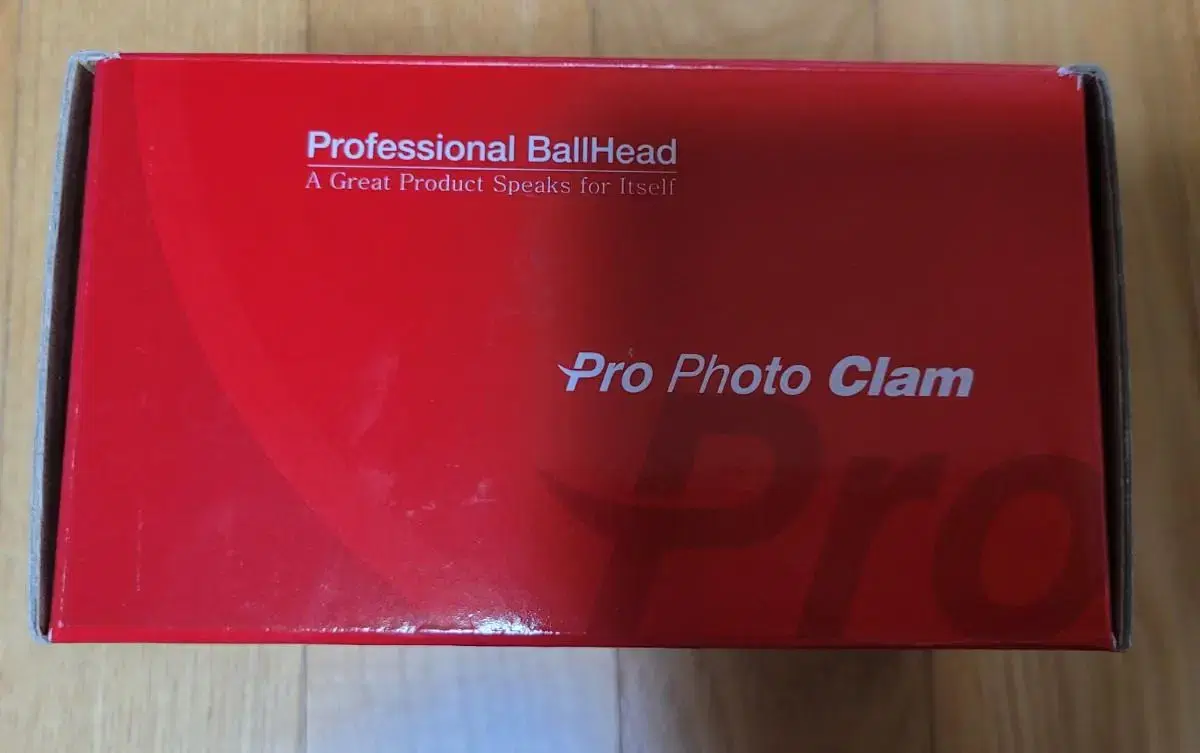 Professional BallHead
A Great Product Speaks for Itself
Pro Photo Clam
Pro